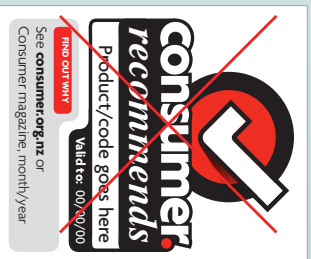 consumer.
recommends
Product/code goes here
Valid to: 00/00/00
FIND OUT WHY
See consumer.org.nz or
Consumer magazine, month/year